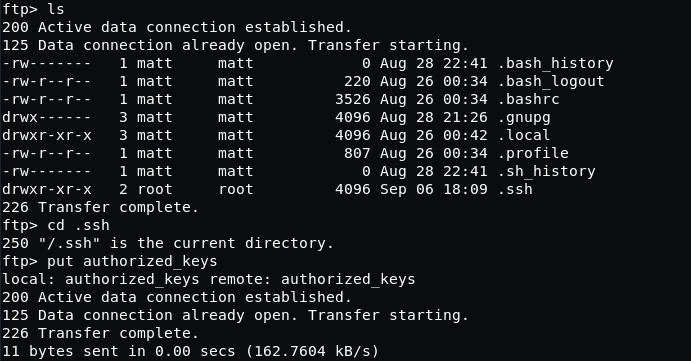 ftp> ls
200 Active data connection established.
125 Data connection already open. Transfer starting.
-rw-------   1 matt     matt            0 Aug 28 22:41 .bash_history
-rw-r--r--   1 matt     matt          220 Aug 26 00:34 .bash_logout
-rw-r--r--   1 matt     matt         3526 Aug 26 00:34 .bashrc
drwx------   3 matt     matt         4096 Aug 28 21:26 .gnupg
drwxr-xr-x   3 matt     matt         4096 Aug 26 00:42 .local
-rw-r--r--   1 matt     matt          807 Aug 26 00:34 .profile
-rw-------   1 matt     matt            0 Aug 28 22:41 .sh_history
drwxr-xr-x   2 root     root         4096 Sep 06 18:09 .ssh
226 Transfer complete.
ftp> cd .ssh
250 "/.ssh" is the current directory.
ftp> put authorized_keys
local: authorized_keys remote: authorized_keys
200 Active data connection established.
125 Data connection already open. Transfer starting.
226 Transfer complete.
11 bytes sent in 0.00 secs (162.7604 kB/s)